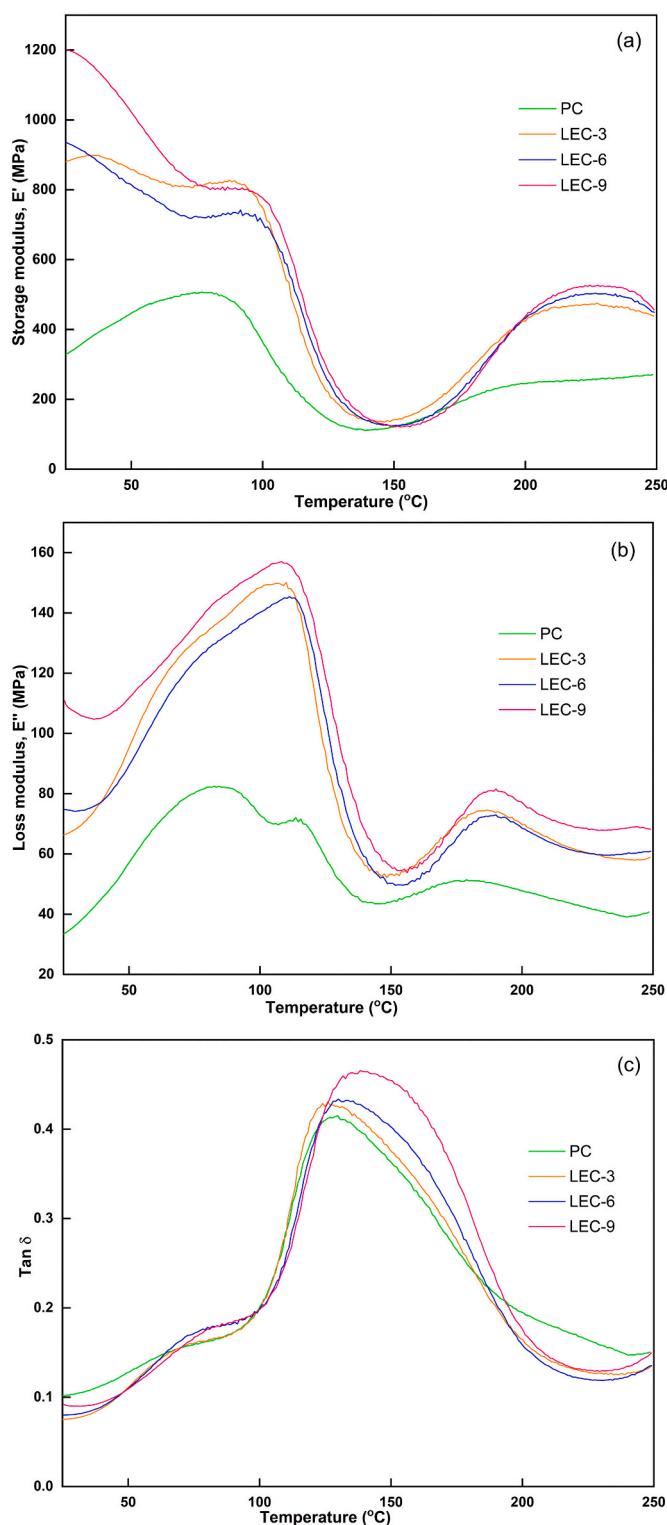 (a)
1200
1000
800
600
400
200
0
Storage modulus, E' (MPa)
PC
LEC-3
LEC-6
LEC-9
50
100
150
200
250
Temperature (°C)
(b)
160
140
120
100
80
60
40
20
Loss modulus, E'' (MPa)
PC
LEC-3
LEC-6
LEC-9
50
100
150
200
250
Temperature (°C)
(c)
0.5
0.4
0.3
0.2
0.1
0.0
Tan δ
PC
LEC-3
LEC-6
LEC-9
50
100
150
200
250
Temperature (°C)